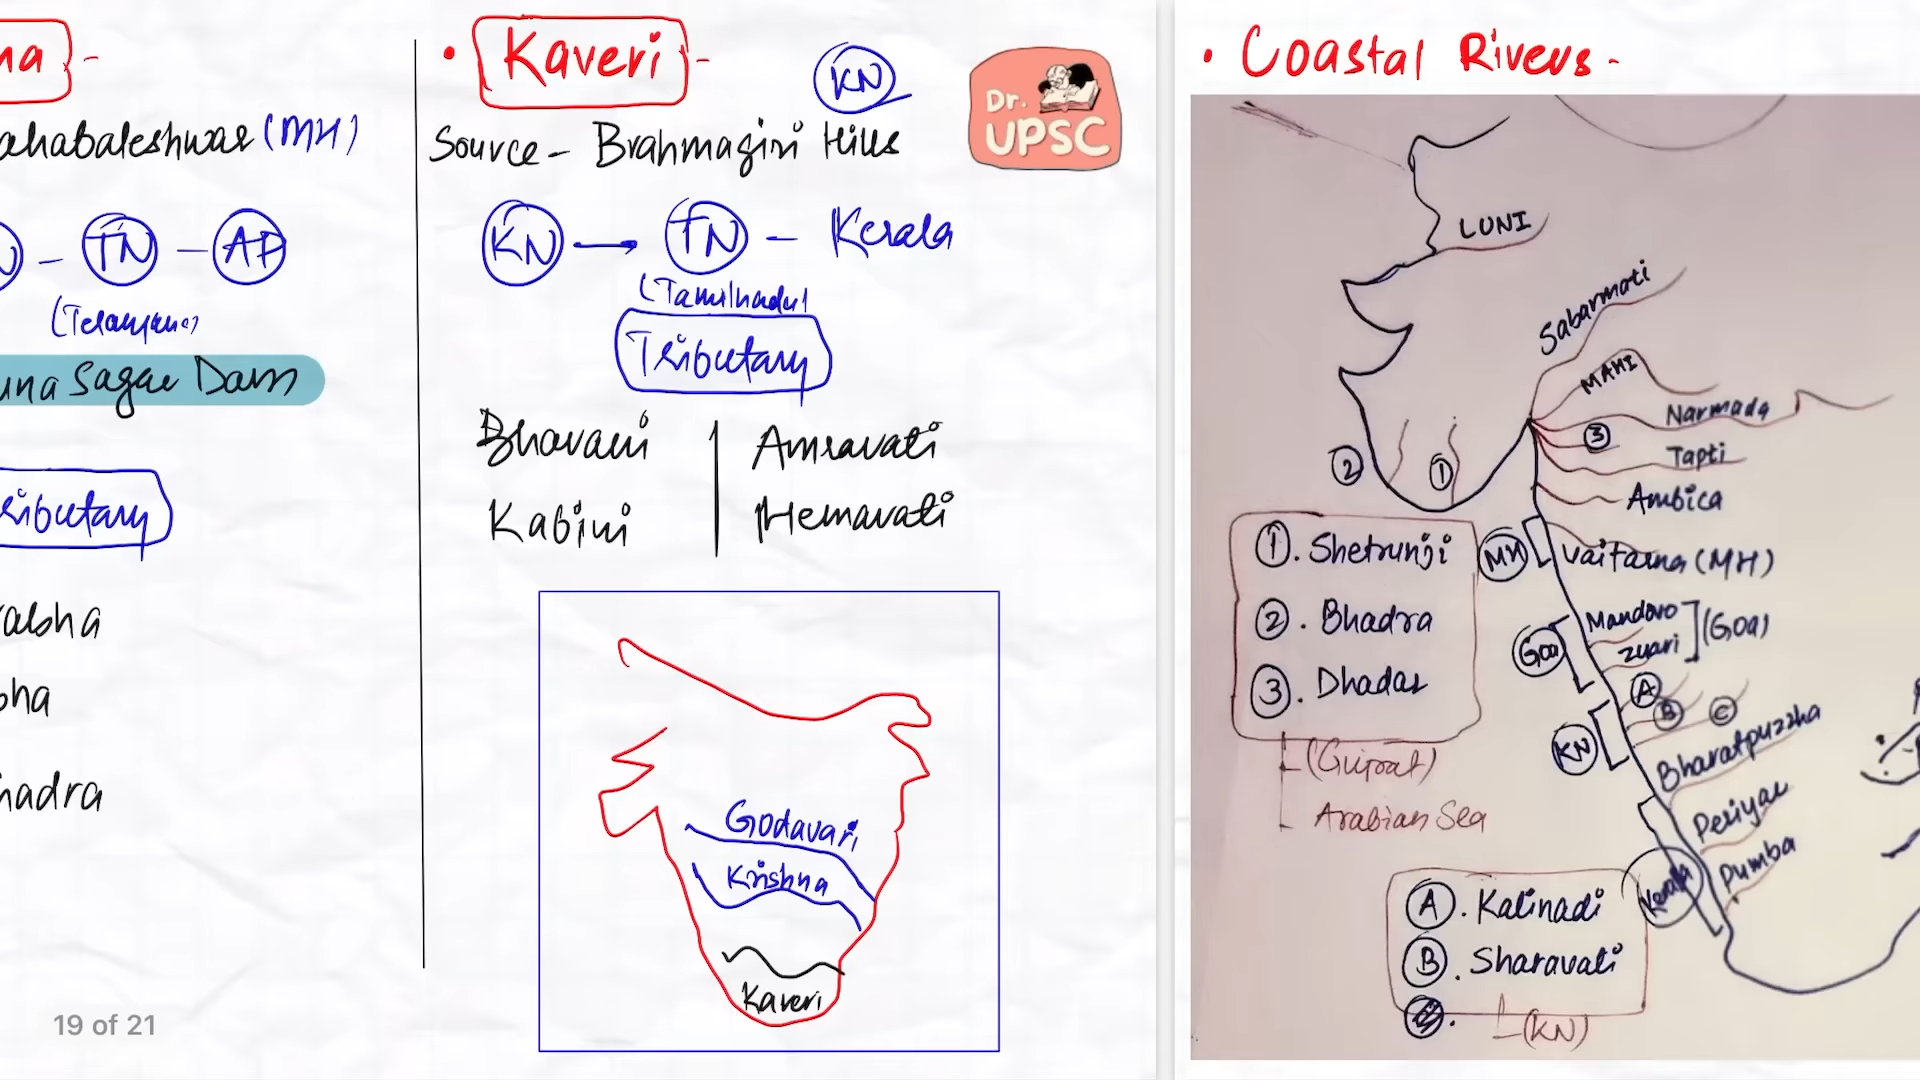 na -
ahabaleshwar (MH)
N - TN - AP
(Telangana)
una Sagar Dam
ributary
rabha
bha
hadra
19 of 21
• Kaveri -
KN
Source - Brahmagiri Hills
KN → TN - Kerala
(Tamilnadu)
Tributary
Bhavani | Amravati
Kabini | Hemavati
Godavari
Krishna
Kaveri
Dr.
UPSC
• Coastal Rivers -
LUNI
Sabarmati
MAHI
Narmada
3
Tapti
2
1
Ambica
1. Shetrunji
MH
Vaitarna (MH)
2. Bhadra
Mandovo
Goa
Zuari
(Goa)
3. Dhadar
A
B
C
KN
Bharatpuzzha
(Gujrat)
Arabian Sea
Periyar
Pumba
Kerala
A. Kalinadi
B. Sharavati
(KN)